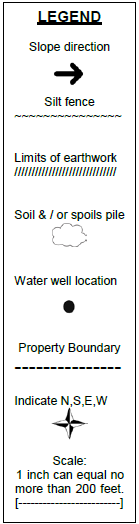 LEGEND
Slope direction
Silt fence
~~~~~~~~~~~~~~~~
Limits of earthwork
//////////////////////////////
Soil & / or spoils pile
Water well location
Property Boundary
---------------
Indicate N,S,E,W
Scale:
1 inch can equal no
more than 200 feet.
[-------------------------]